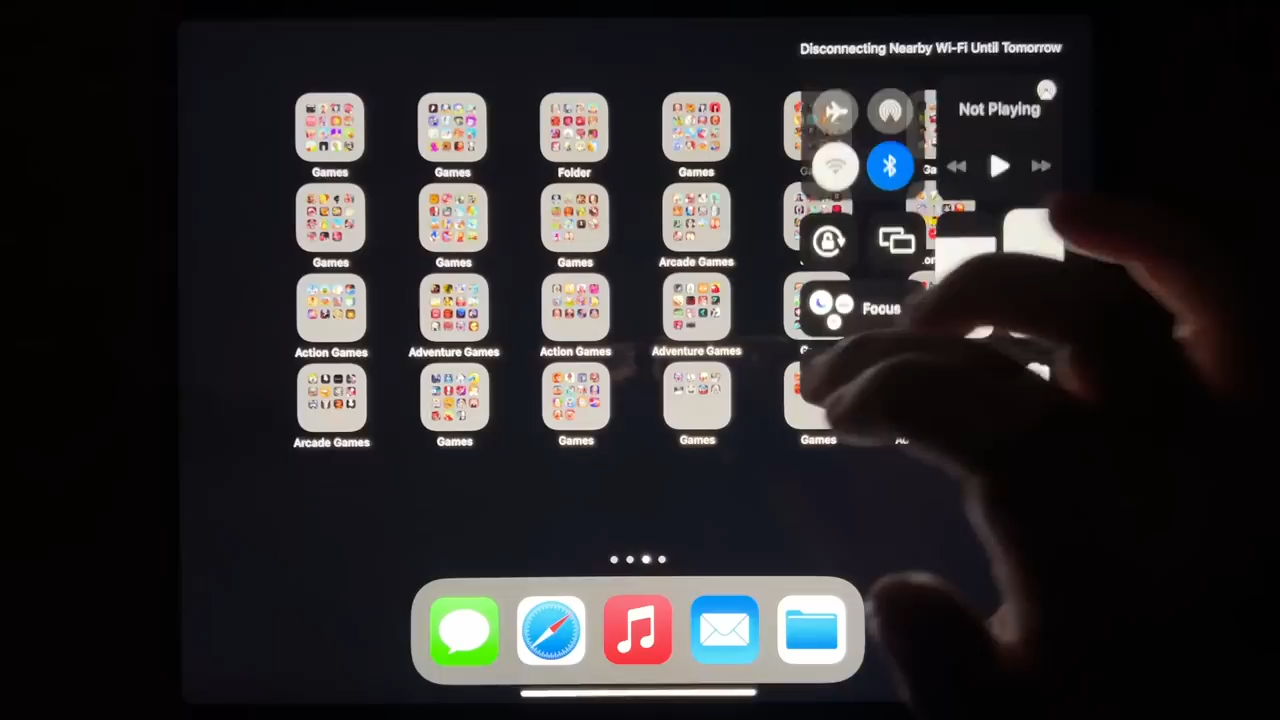 Disconnecting Nearby Wi-Fi Until Tomorrow
Not Playing
Games
Games
Folder
Games
Games
Games
Games
Arcade Games
Focus
Action Games
Adventure Games
Action Games
Adventure Games
Arcade Games
Games
Games
Games
Games